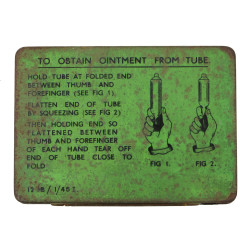 TO OBTAIN OINTMENT FROM TUBE
HOLD TUBE AT FOLDED END
BETWEEN THUMB AND
FOREFINGER (SEE FIG 1).
FLATTEN END OF TUBE
BY SQUEEZING (SEE FIG 2)
THEN HOLDING END SO
FLATTENED BETWEEN
THUMB AND FOREFINGER
OF EACH HAND TEAR OFF
END OF TUBE CLOSE TO
FOLD
FIG 1.
FIG 2.